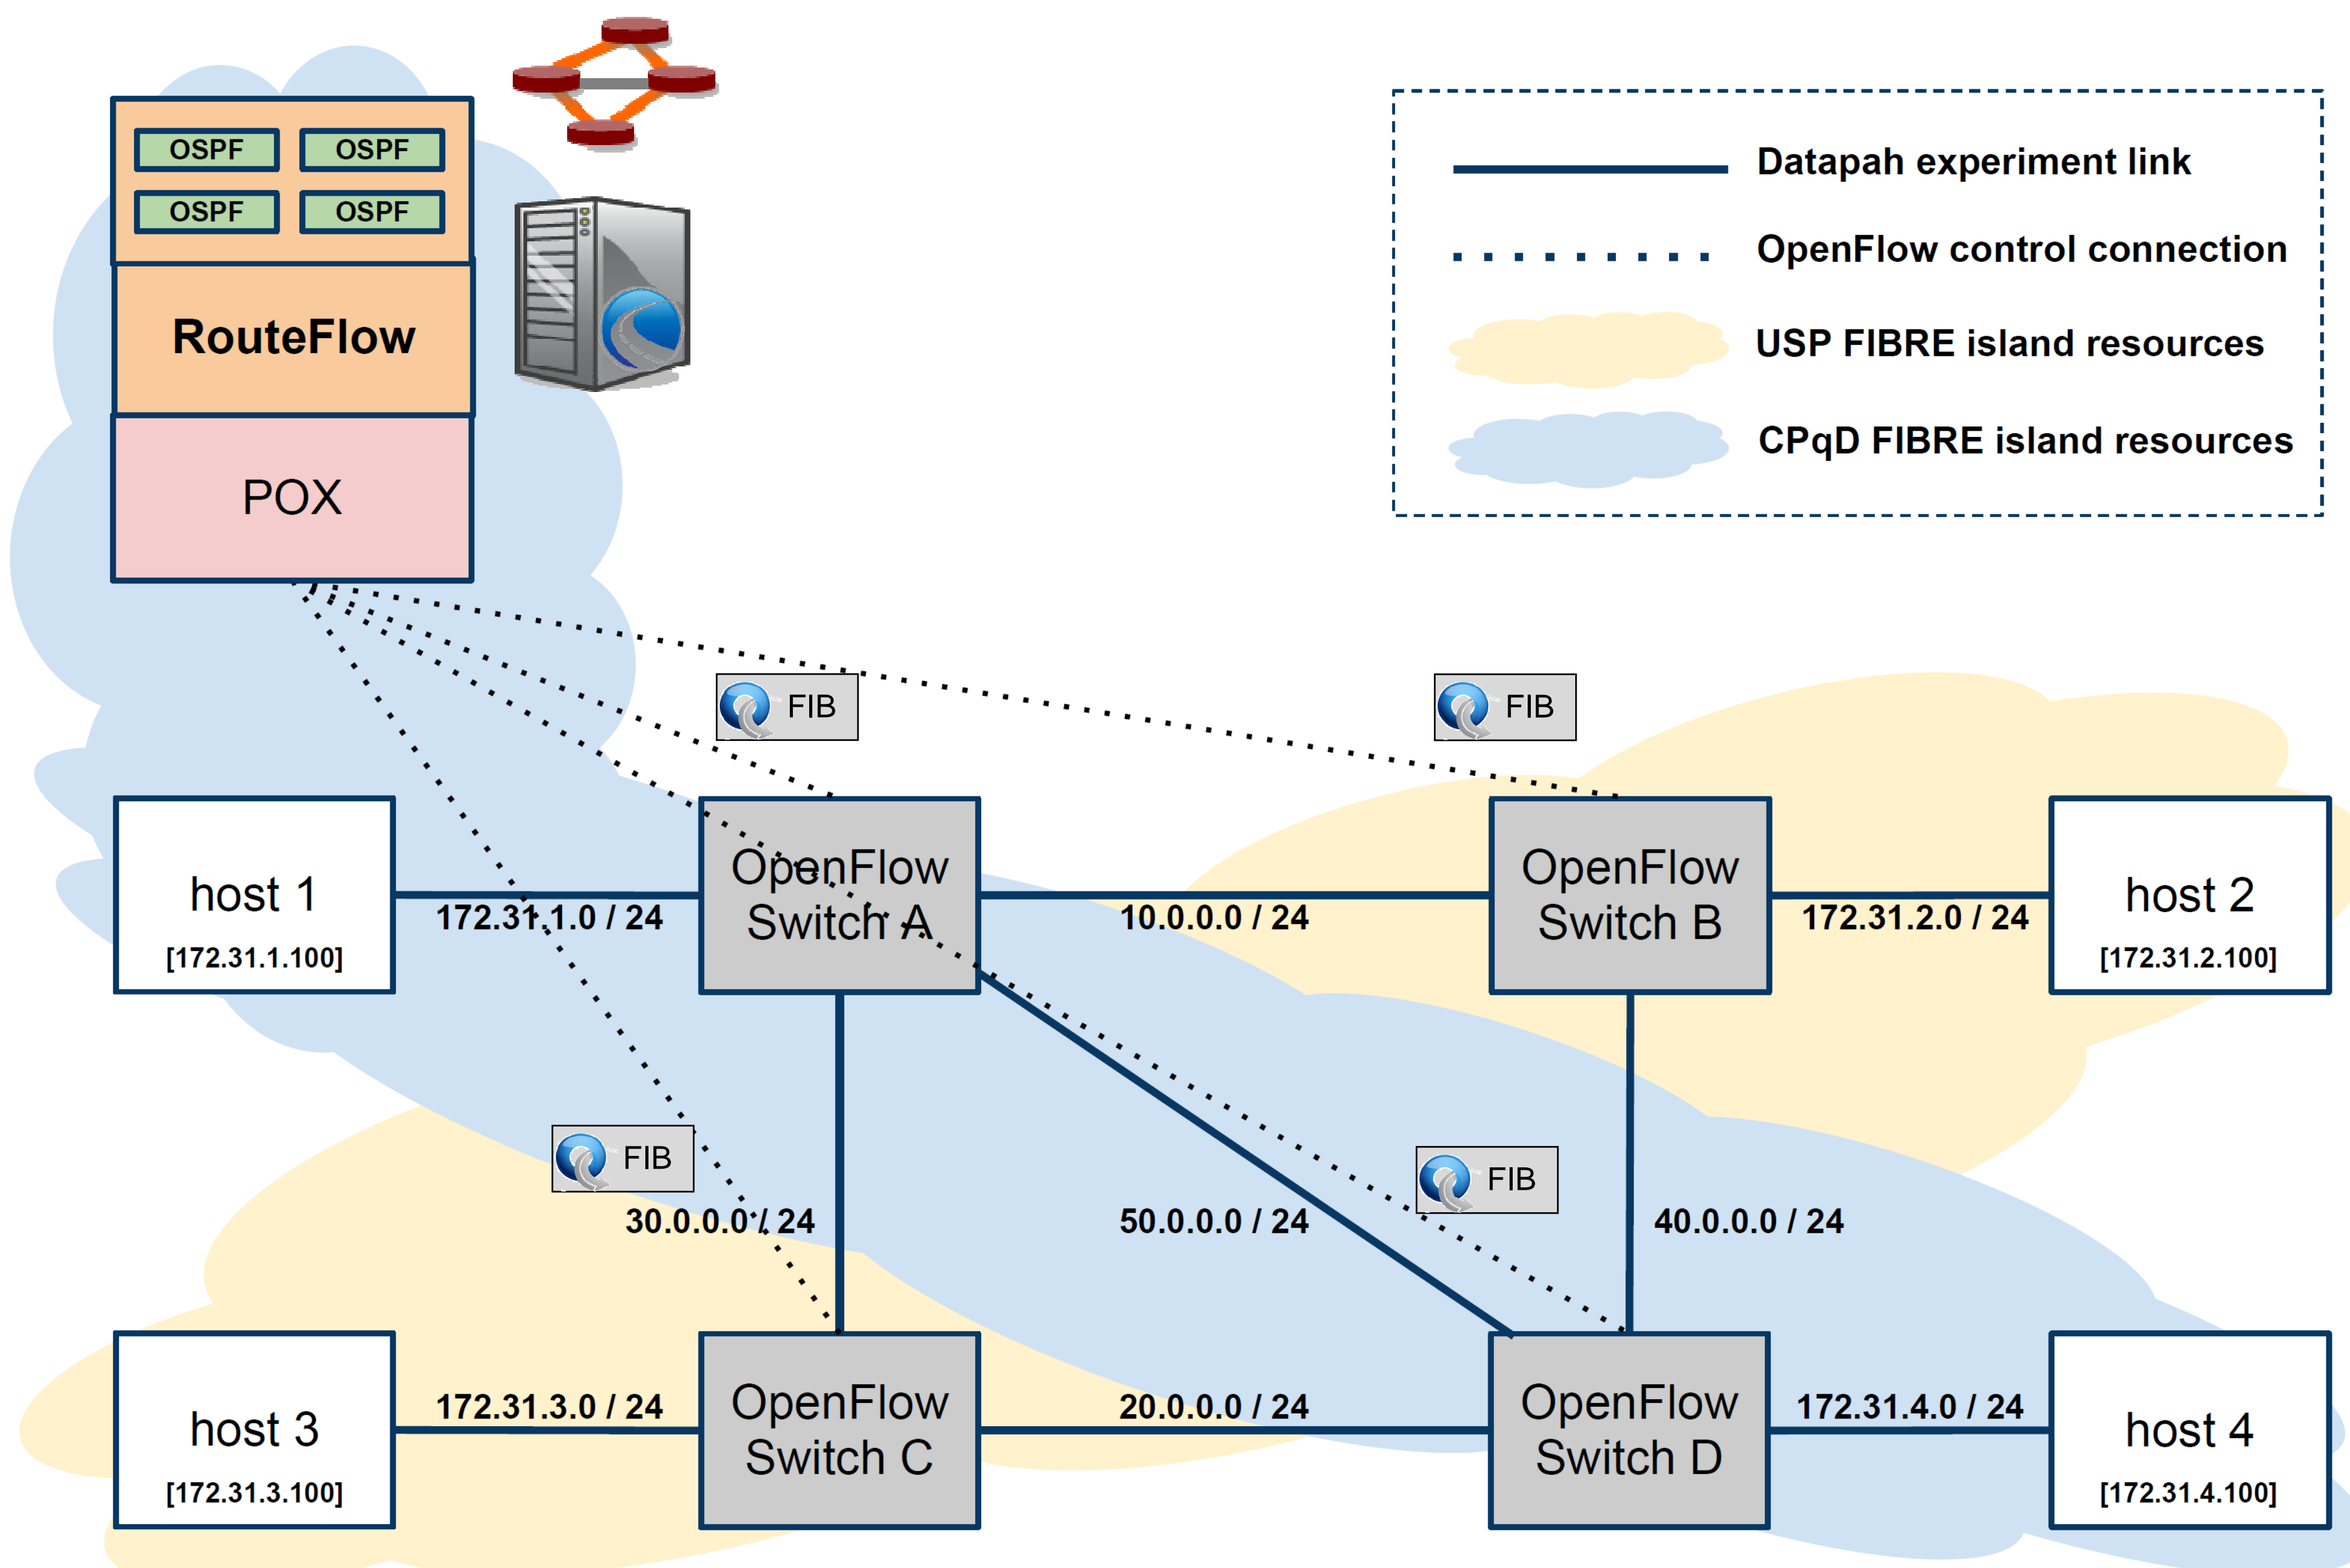 OSPF OSPF
OSPF OSPF
RouteFlow
POX
Datapah experiment link
OpenFlow control connection
USP FIBRE island resources
CPqD FIBRE island resources
FIB
FIB
host 1
[172.31.1.100]
172.31.1.0 / 24
OpenFlow
Switch A
10.0.0.0 / 24
OpenFlow
Switch B
172.31.2.0 / 24
host 2
[172.31.2.100]
FIB
FIB
30.0.0.0 / 24
50.0.0.0 / 24
40.0.0.0 / 24
host 3
[172.31.3.100]
172.31.3.0 / 24
OpenFlow
Switch C
20.0.0.0 / 24
OpenFlow
Switch D
172.31.4.0 / 24
host 4
[172.31.4.100]